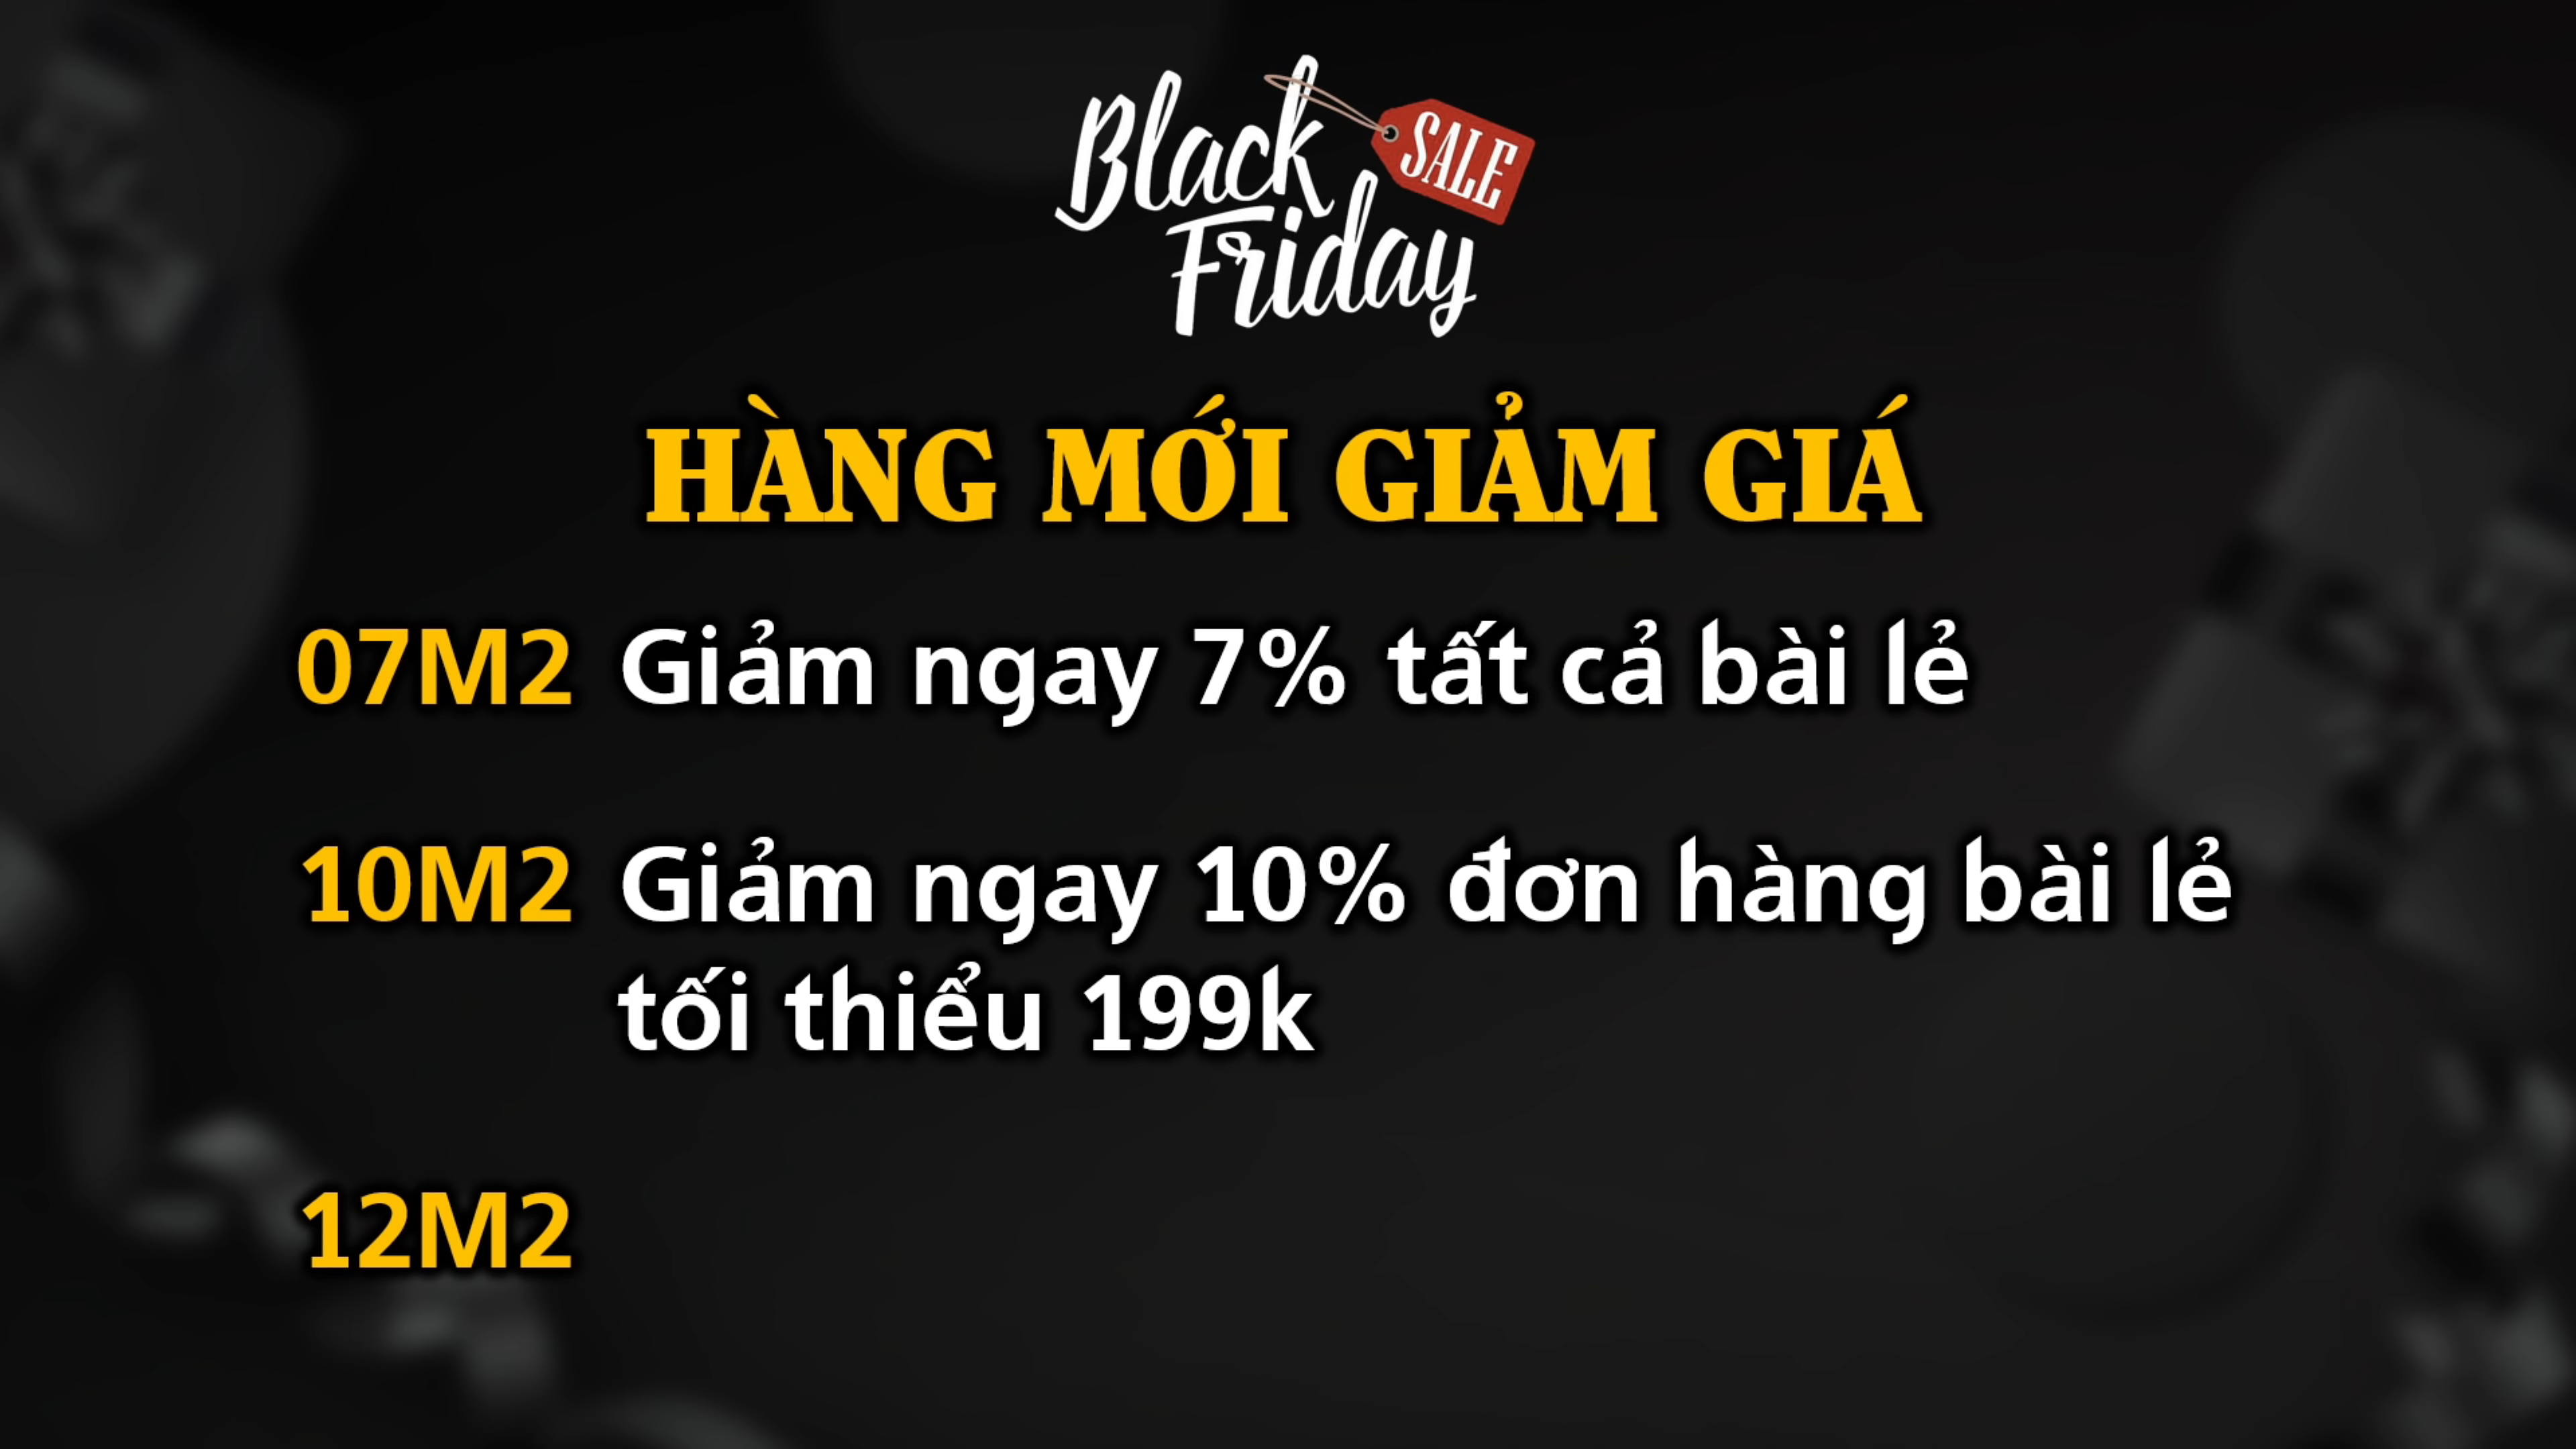 Black
SALE
Friday
HÀNG MỚI GIẢM GIÁ
07M2 Giảm ngay 7% tất cả bài lẻ
10M2 Giảm ngay 10% đơn hàng bài lẻ
tối thiểu 199k
12M2